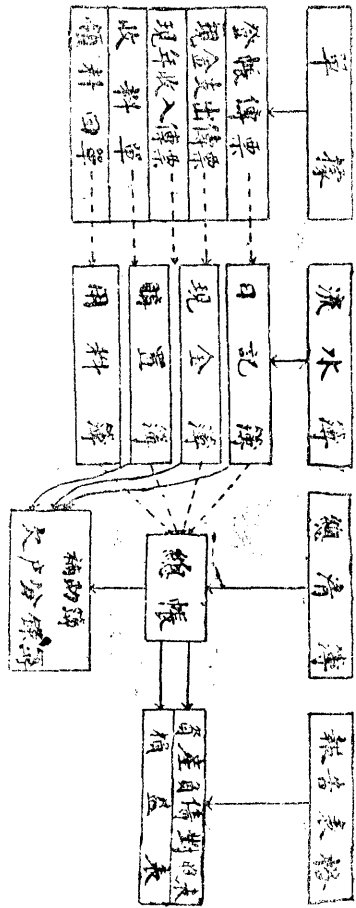 單據
流水簿
總清簿
報告表
發帳傳票
現金支出傳票
現金收入傳票
收料單
領料回單
日記簿
現金簿
購置簿
用料簿
總帳
補助簿
資產負債對照表
損益表